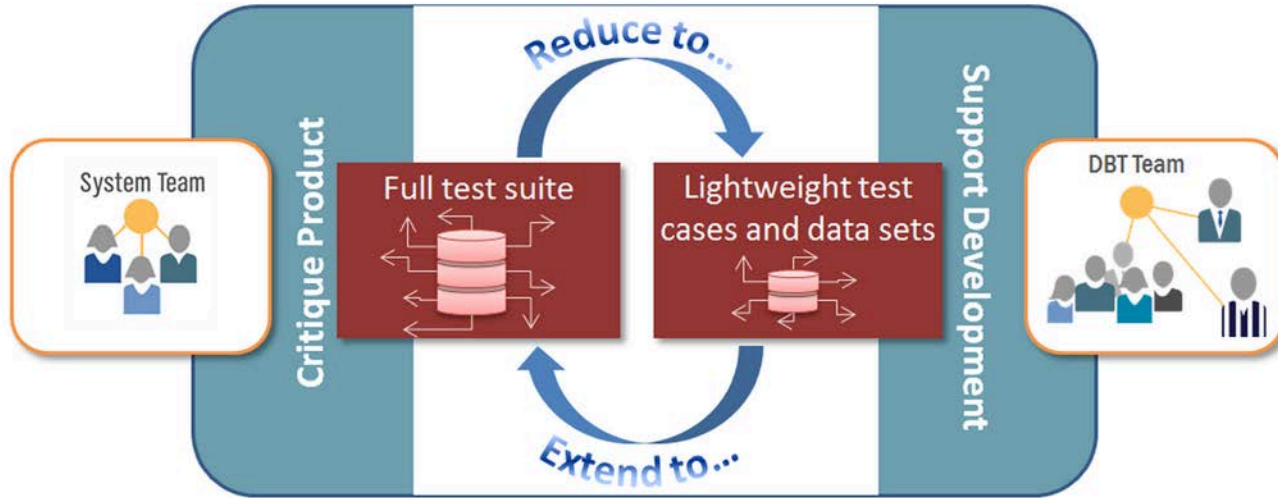 Reduce to...
System Team
Critique Product
Full test suite
Lightweight test
cases and data sets
Support Development
DBT Team
Extend to...